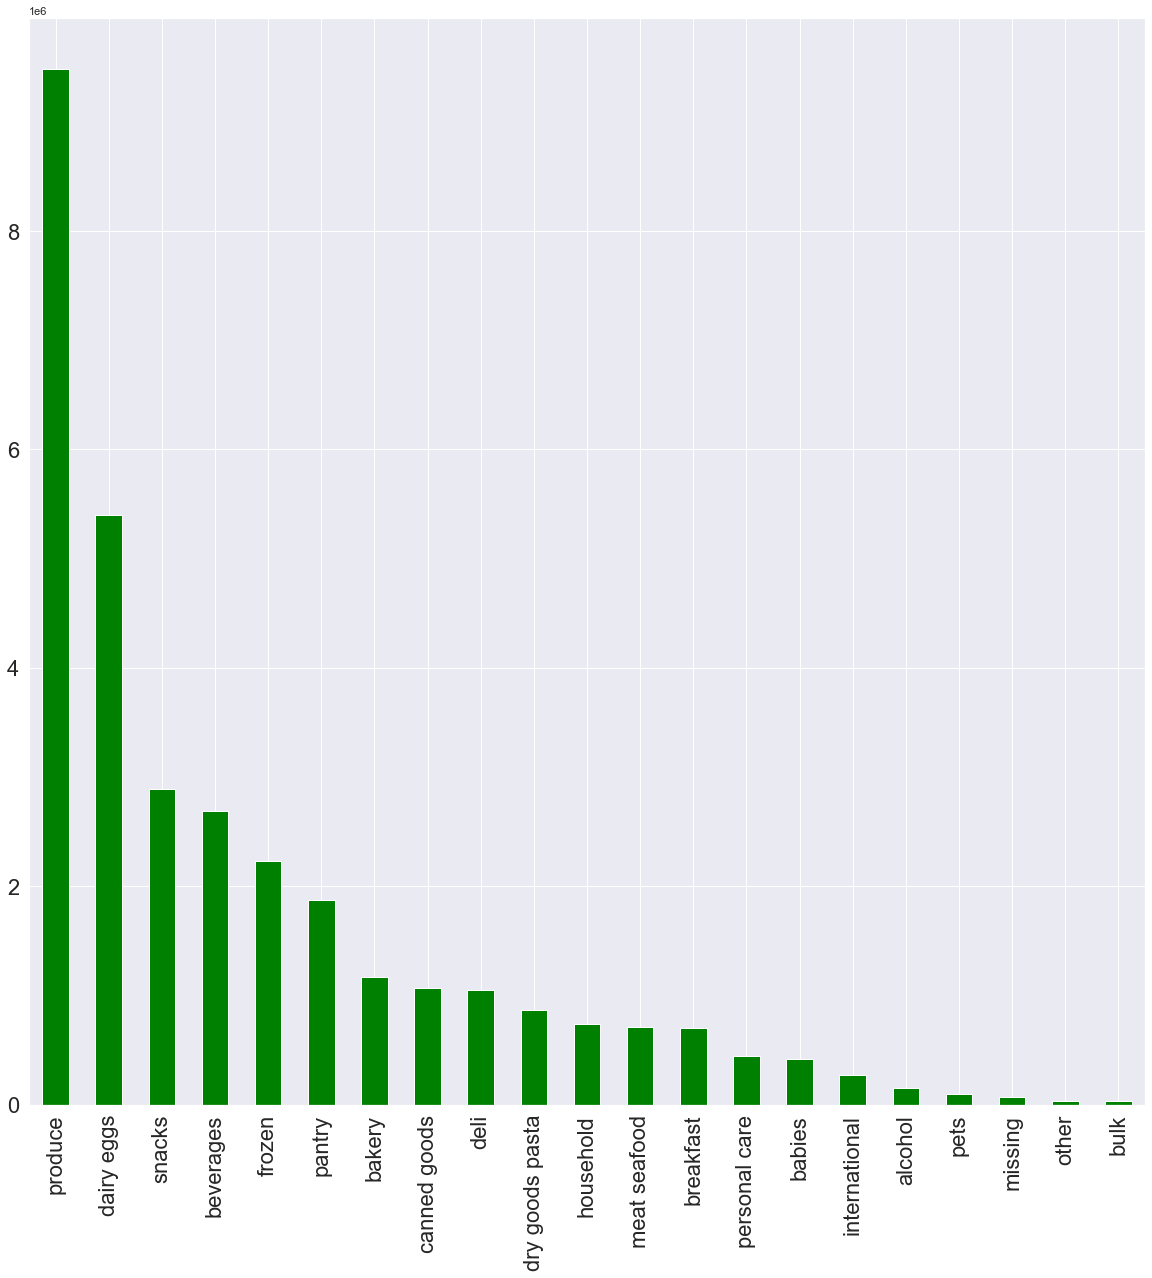 1e6
8
6
4
2
0
produce
dairy eggs
snacks
beverages
frozen
pantry
bakery
canned goods
deli
dry goods pasta
household
meat seafood
breakfast
personal care
babies
international
alcohol
pets
missing
other
bulk